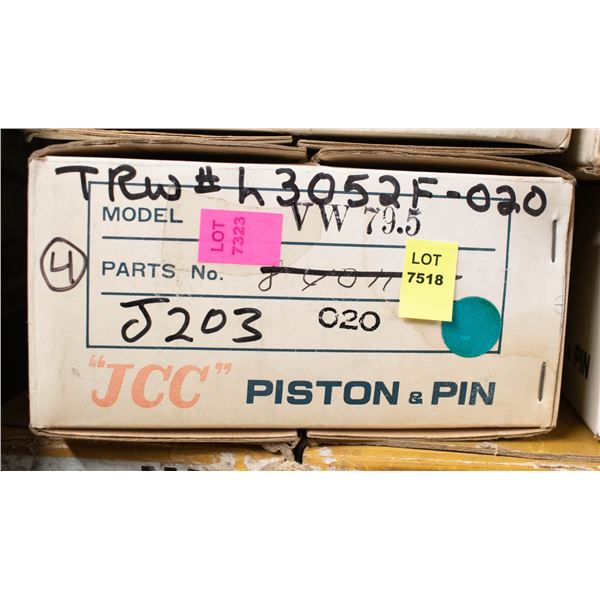 TRW # L3052F-020
MODEL VW 79.5
LOT 7323
4
PARTS No.
LOT
7518
J203 020
"JCC" PISTON & PIN